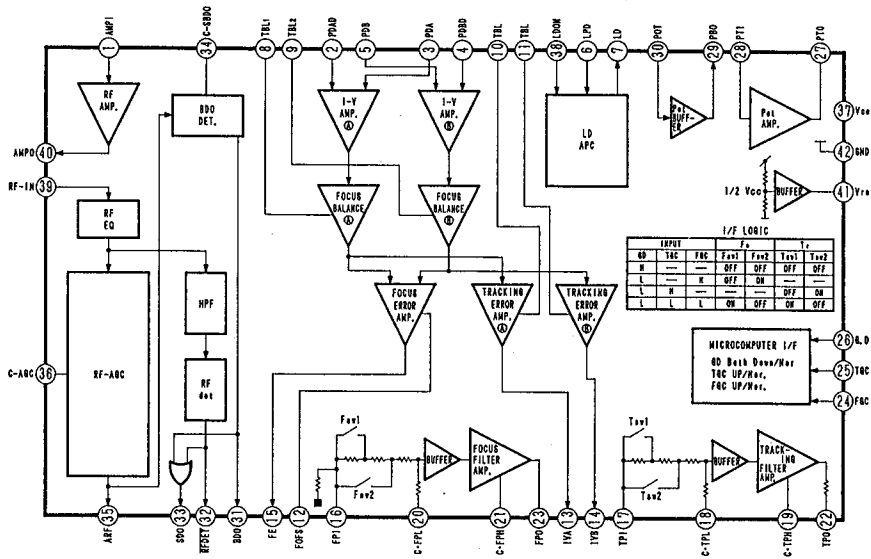 AMPI
C-SBDO
TBL1
TBL2
PDAD
PDB
PDA
PDBD
TBL
TBL
LDON
LPD
LD
POT
PBO
PTI
PTO
1
34
8
9
2
5
3
4
10
11
38
6
7
30
29
28
27
RF
AMP.
BDO
DET.
I-V
AMP.
A
I-V
AMP.
B
LD
APC
Pot
BUFF-
ER
Pot
AMP.
37
Vcc
42
GND
AMPO
40
RF-IN
39
RF
EQ
FOCUS
BALANCE
A
FOCUS
BALANCE
B
1/2 Vcc
BUFFER
41
I/F LOGIC
INPUT
GD TGC FGC Fsw1 Fsw2 Tsw1 Tsw2
H — — OFF OFF OFF OFF
L — H OFF ON — —
L H — — — OFF ON
L L L ON OFF ON OFF
HPF
FOCUS
ERROR
AMP.
TRACKING
ERROR
AMP.
A
TRACKING
ERROR
AMP.
B
C-AGC
36
RF-AGC
RF
det
MICROCOMPUTER I/F
GD Both Down/Nor
TGC UP/Nor.
FGC UP/Nor.
26
G.D
25
TGC
24
FGC
Fsw1
Fsw2
BUFFER
FOCUS
FILTER
AMP.
Tsw1
Tsw2
BUFFER
TRACK-
ING
FILTER
AMP.
35
33
32
31
15
12
16
20
21
23
13
14
17
18
19
22
ARF
SDO
RFDET
BDO
FE
FOFS
FPI
C-FPL
C-FPH
FPO
IVA
IVB
TPI
C-TPL
C-TPH
TPO